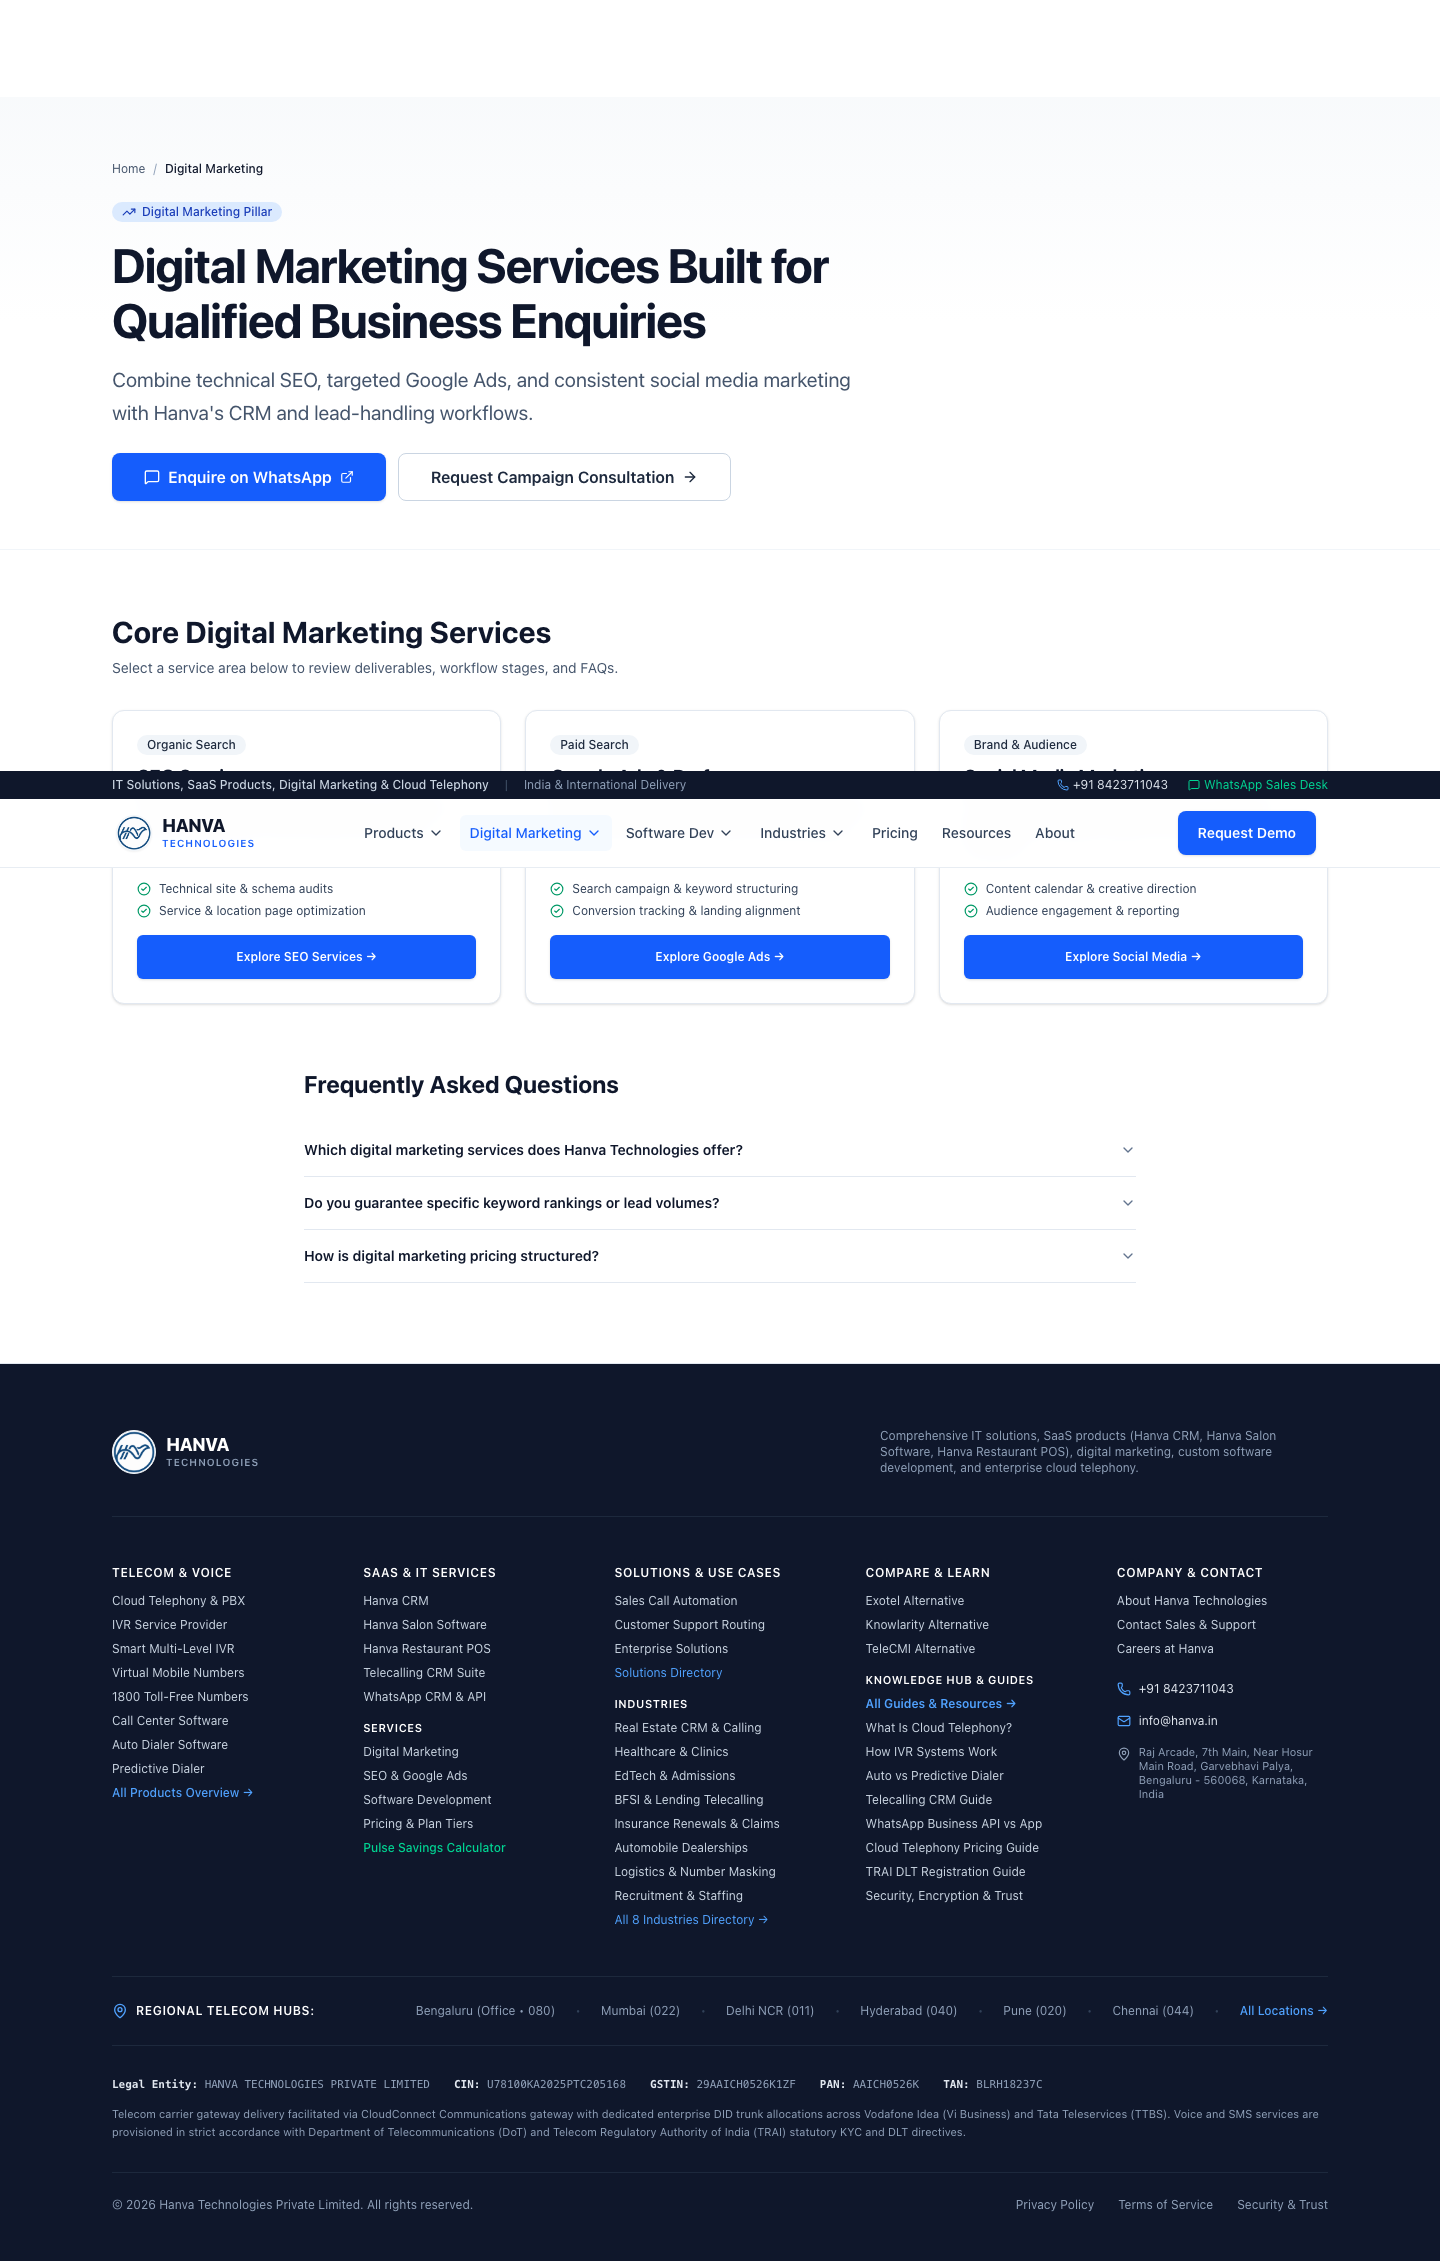 Home / Digital Marketing
Digital Marketing Pillar
Digital Marketing Services Built for
Qualified Business Enquiries
Combine technical SEO, targeted Google Ads, and consistent social media marketing
with Hanva's CRM and lead-handling workflows.
Enquire on WhatsApp
Request Campaign Consultation →
Core Digital Marketing Services
Select a service area below to review deliverables, workflow stages, and FAQs.
Organic Search
Paid Search
Brand & Audience
IT Solutions, SaaS Products, Digital Marketing & Cloud Telephony | India & International Delivery
+91 8423711043
WhatsApp Sales Desk
HANVA
TECHNOLOGIES
Products
Digital Marketing
Software Dev
Industries
Pricing
Resources
About
Request Demo
Technical site & schema audits
Service & location page optimization
Explore SEO Services →
Search campaign & keyword structuring
Conversion tracking & landing alignment
Explore Google Ads →
Content calendar & creative direction
Audience engagement & reporting
Explore Social Media →
Frequently Asked Questions
Which digital marketing services does Hanva Technologies offer?
Do you guarantee specific keyword rankings or lead volumes?
How is digital marketing pricing structured?
HANVA
TECHNOLOGIES
Comprehensive IT solutions, SaaS products (Hanva CRM, Hanva Salon
Software, Hanva Restaurant POS), digital marketing, custom software
development, and enterprise cloud telephony.
TELECOM & VOICE
Cloud Telephony & PBX
IVR Service Provider
Smart Multi-Level IVR
Virtual Mobile Numbers
1800 Toll-Free Numbers
Call Center Software
Auto Dialer Software
Predictive Dialer
All Products Overview →
SAAS & IT SERVICES
Hanva CRM
Hanva Salon Software
Hanva Restaurant POS
Telecalling CRM Suite
WhatsApp CRM & API
SERVICES
Digital Marketing
SEO & Google Ads
Software Development
Pricing & Plan Tiers
Pulse Savings Calculator
SOLUTIONS & USE CASES
Sales Call Automation
Customer Support Routing
Enterprise Solutions
Solutions Directory
INDUSTRIES
Real Estate CRM & Calling
Healthcare & Clinics
EdTech & Admissions
BFSI & Lending Telecalling
Insurance Renewals & Claims
Automobile Dealerships
Logistics & Number Masking
Recruitment & Staffing
All 8 Industries Directory →
COMPARE & LEARN
Exotel Alternative
Knowlarity Alternative
TeleCMI Alternative
KNOWLEDGE HUB & GUIDES
All Guides & Resources →
What Is Cloud Telephony?
How IVR Systems Work
Auto vs Predictive Dialer
Telecalling CRM Guide
WhatsApp Business API vs App
Cloud Telephony Pricing Guide
TRAI DLT Registration Guide
Security, Encryption & Trust
COMPANY & CONTACT
About Hanva Technologies
Contact Sales & Support
Careers at Hanva
+91 8423711043
info@hanva.in
Raj Arcade, 7th Main, Near Hosur
Main Road, Garvebhavi Palya,
Bengaluru - 560068, Karnataka,
India
REGIONAL TELECOM HUBS:
Bengaluru (Office • 080) • Mumbai (022) • Delhi NCR (011) • Hyderabad (040) • Pune (020) • Chennai (044) • All Locations →
Legal Entity: HANVA TECHNOLOGIES PRIVATE LIMITED CIN: U78100KA2025PTC205168 GSTIN: 29AAICH0526K1ZF PAN: AAICH0526K TAN: BLRH18237C
Telecom carrier gateway delivery facilitated via CloudConnect Communications gateway with dedicated enterprise DID trunk allocations across Vodafone Idea (Vi Business) and Tata Teleservices (TTBS). Voice and SMS services are
provisioned in strict accordance with Department of Telecommunications (DoT) and Telecom Regulatory Authority of India (TRAI) statutory KYC and DLT directives.
© 2026 Hanva Technologies Private Limited. All rights reserved.
Privacy Policy
Terms of Service
Security & Trust